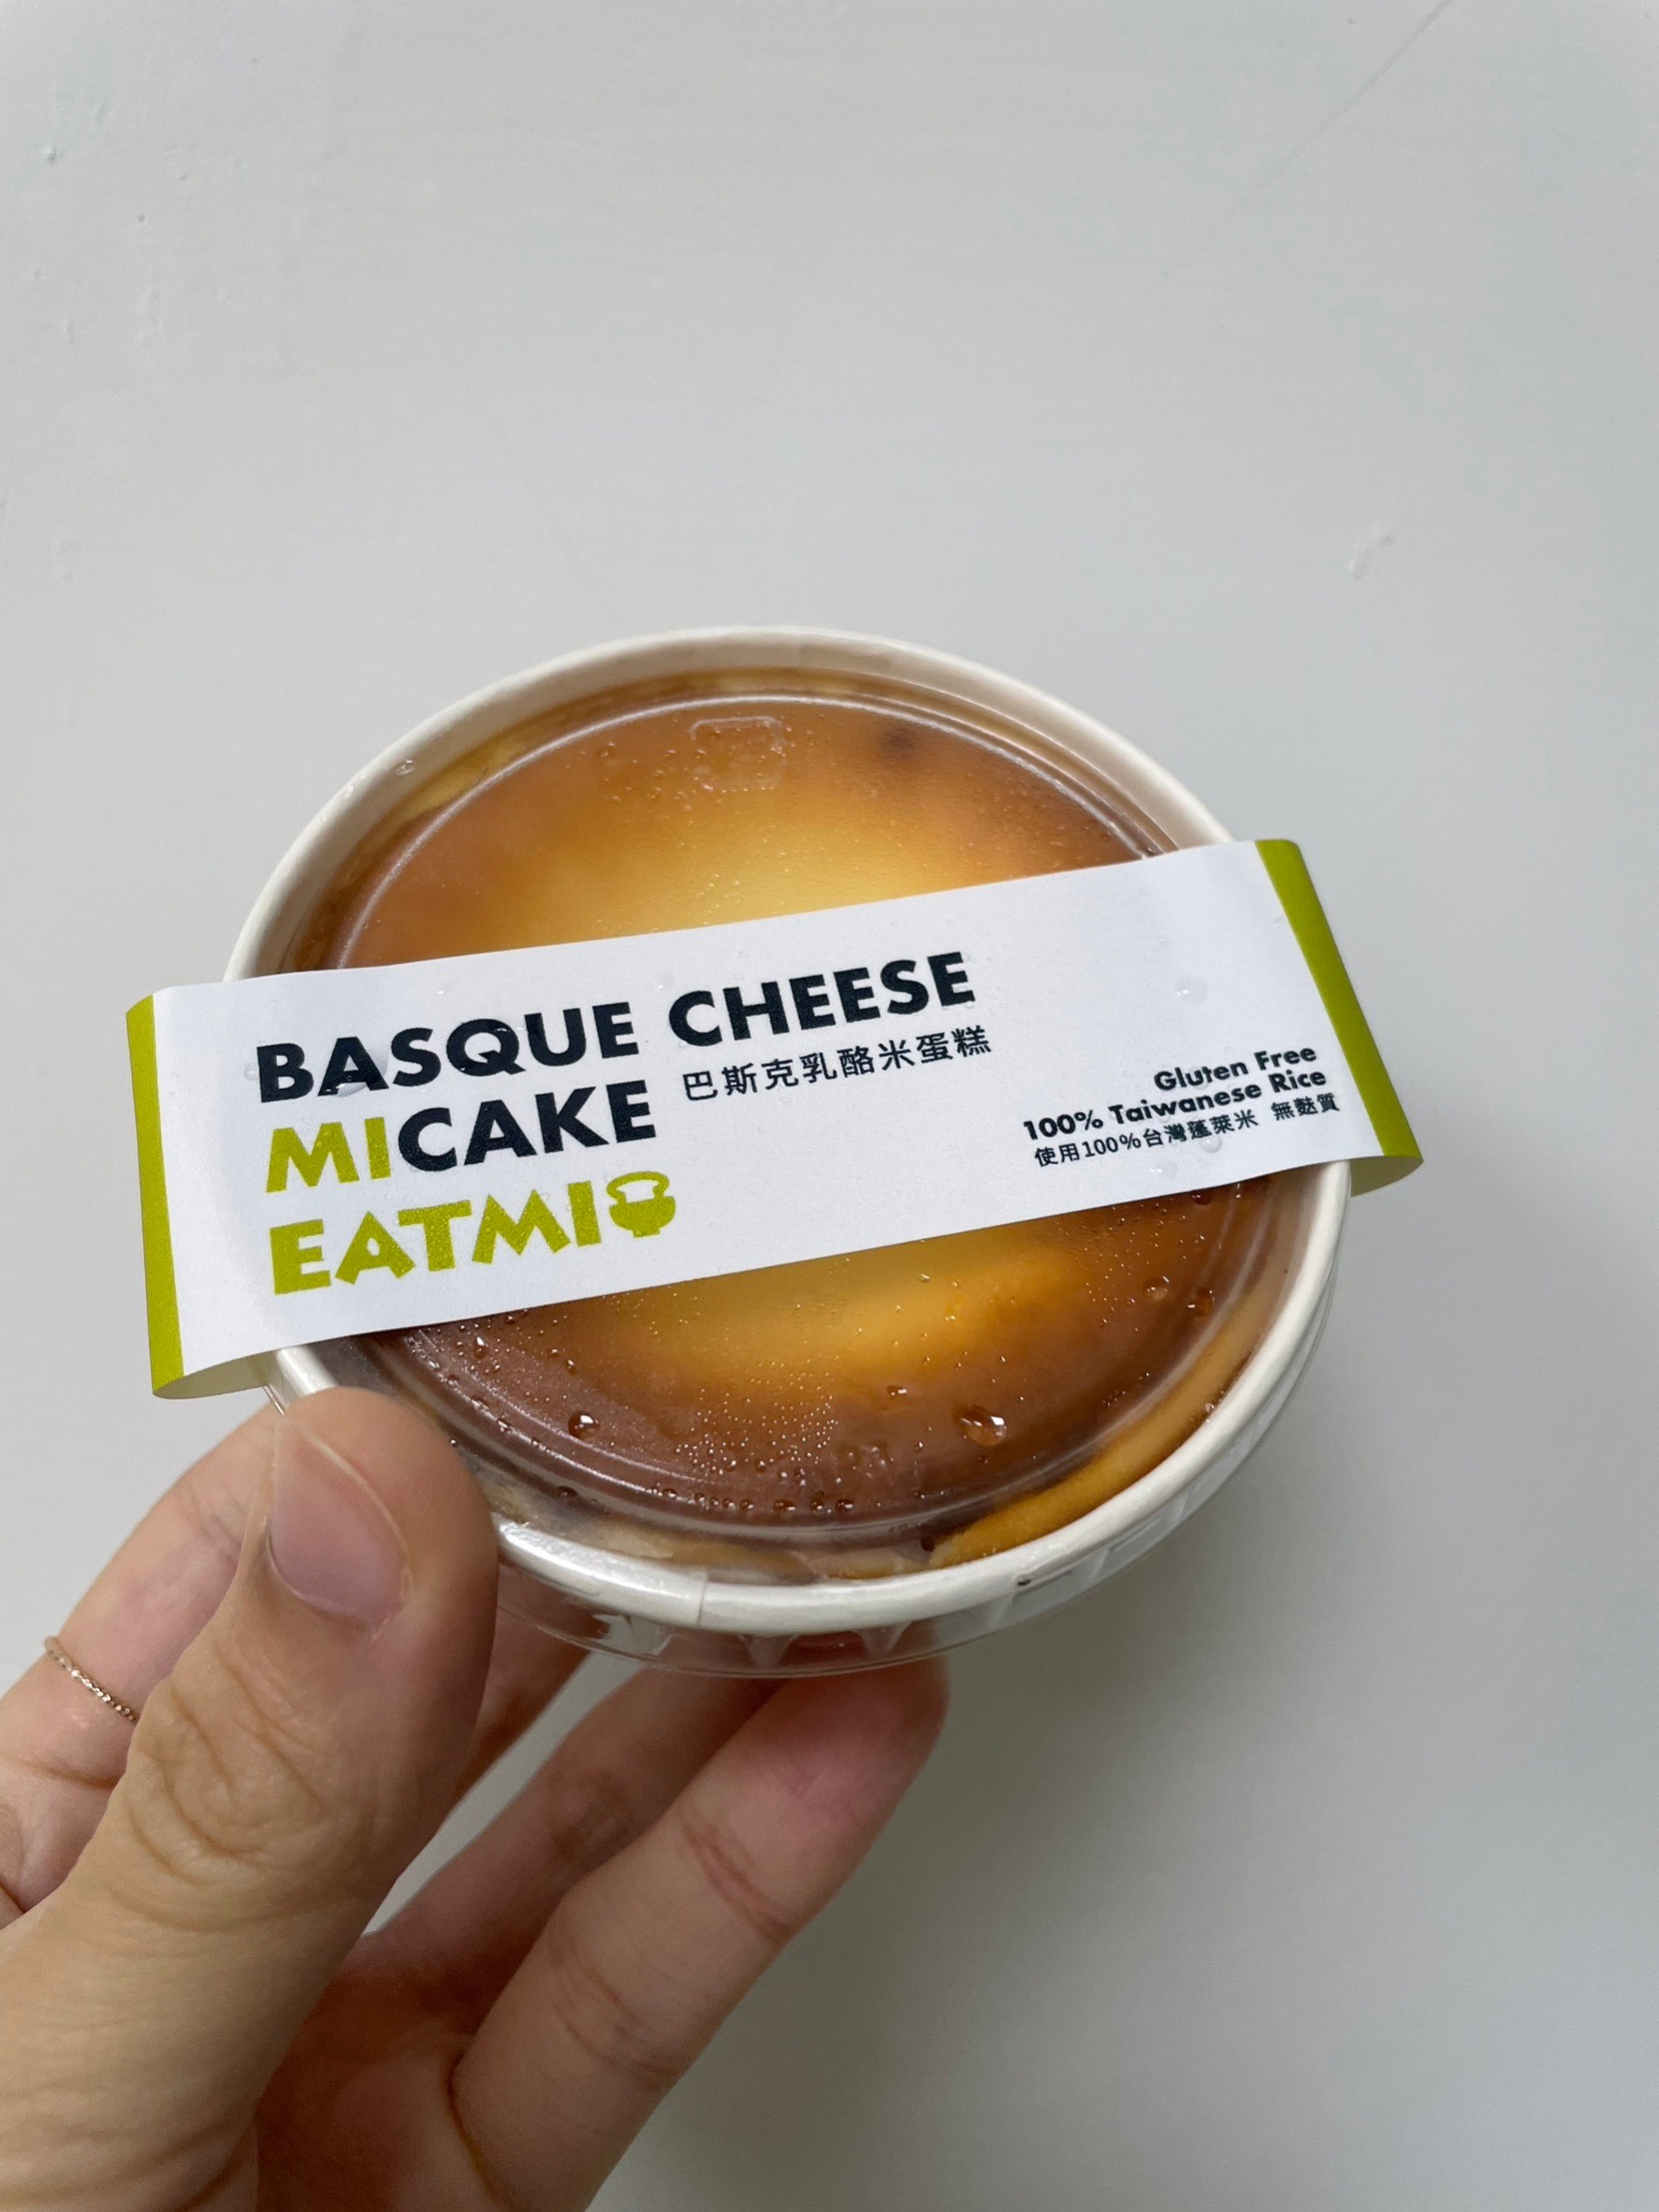 BASQUE CHEESE
MICAKE 巴斯克乳酪米蛋糕
EATMI
Gluten Free
100% Taiwanese Rice
使用100%台灣蓬萊米 無麩質